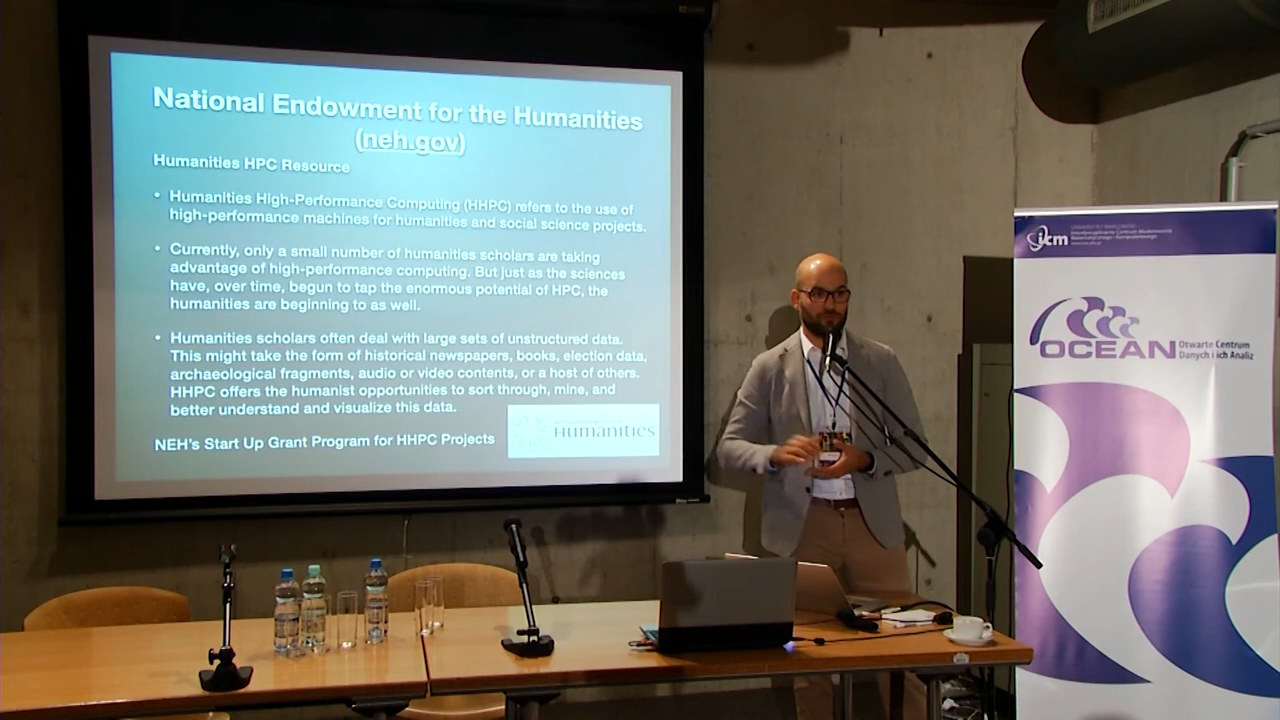 National Endowment for the Humanities
(neh.gov)
Humanities HPC Resource
• Humanities High-Performance Computing (HHPC) refers to the use of
high-performance machines for humanities and social science projects.
• Currently, only a small number of humanities scholars are taking
advantage of high-performance computing. But just as the sciences
have, over time, begun to tap the enormous potential of HPC, the
humanities are beginning to as well.
• Humanities scholars often deal with large sets of unstructured data.
This might take the form of historical newspapers, books, election data,
archaeological fragments, audio or video contents, or a host of others.
HHPC offers the humanist opportunities to sort through, mine, and
better understand and visualize this data.
NEH's Start Up Grant Program for HHPC Projects
Humanities
icm
OCEAN
Otwarte Centrum
Danych i ich Analiz